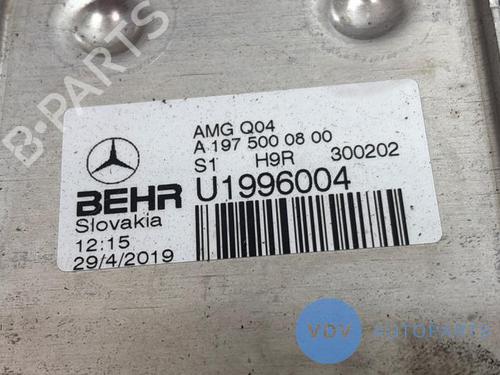 AMG Q04
A 197 500 08 00
S1 H9R 300202
BEHR U1996004
Slovakia
12:15
29/4/2019
B-Parts
VDV AUTOPARTS